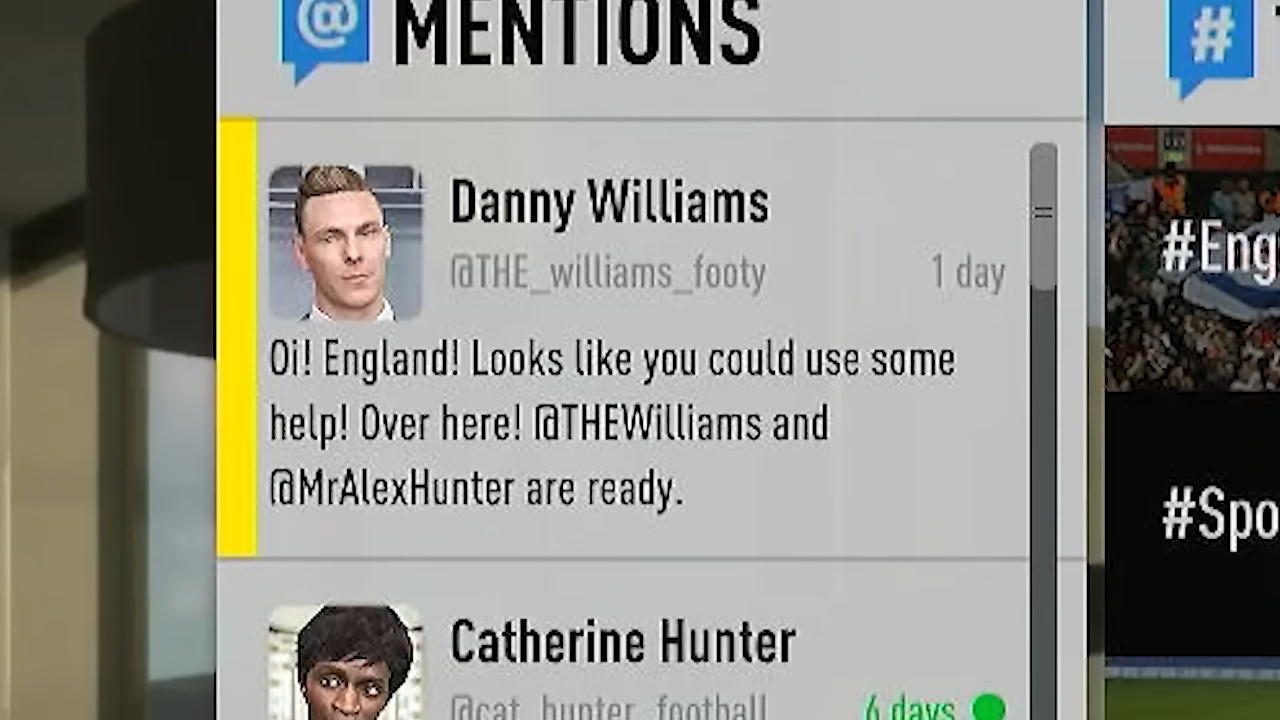 @ MENTIONS
#
Danny Williams
@THE_williams_footy 1 day
Oi! England! Looks like you could use some
help! Over here! @THEWilliams and
@MrAlexHunter are ready.
Catherine Hunter
@cat_hunter_football 6 days
#Eng
#Spo